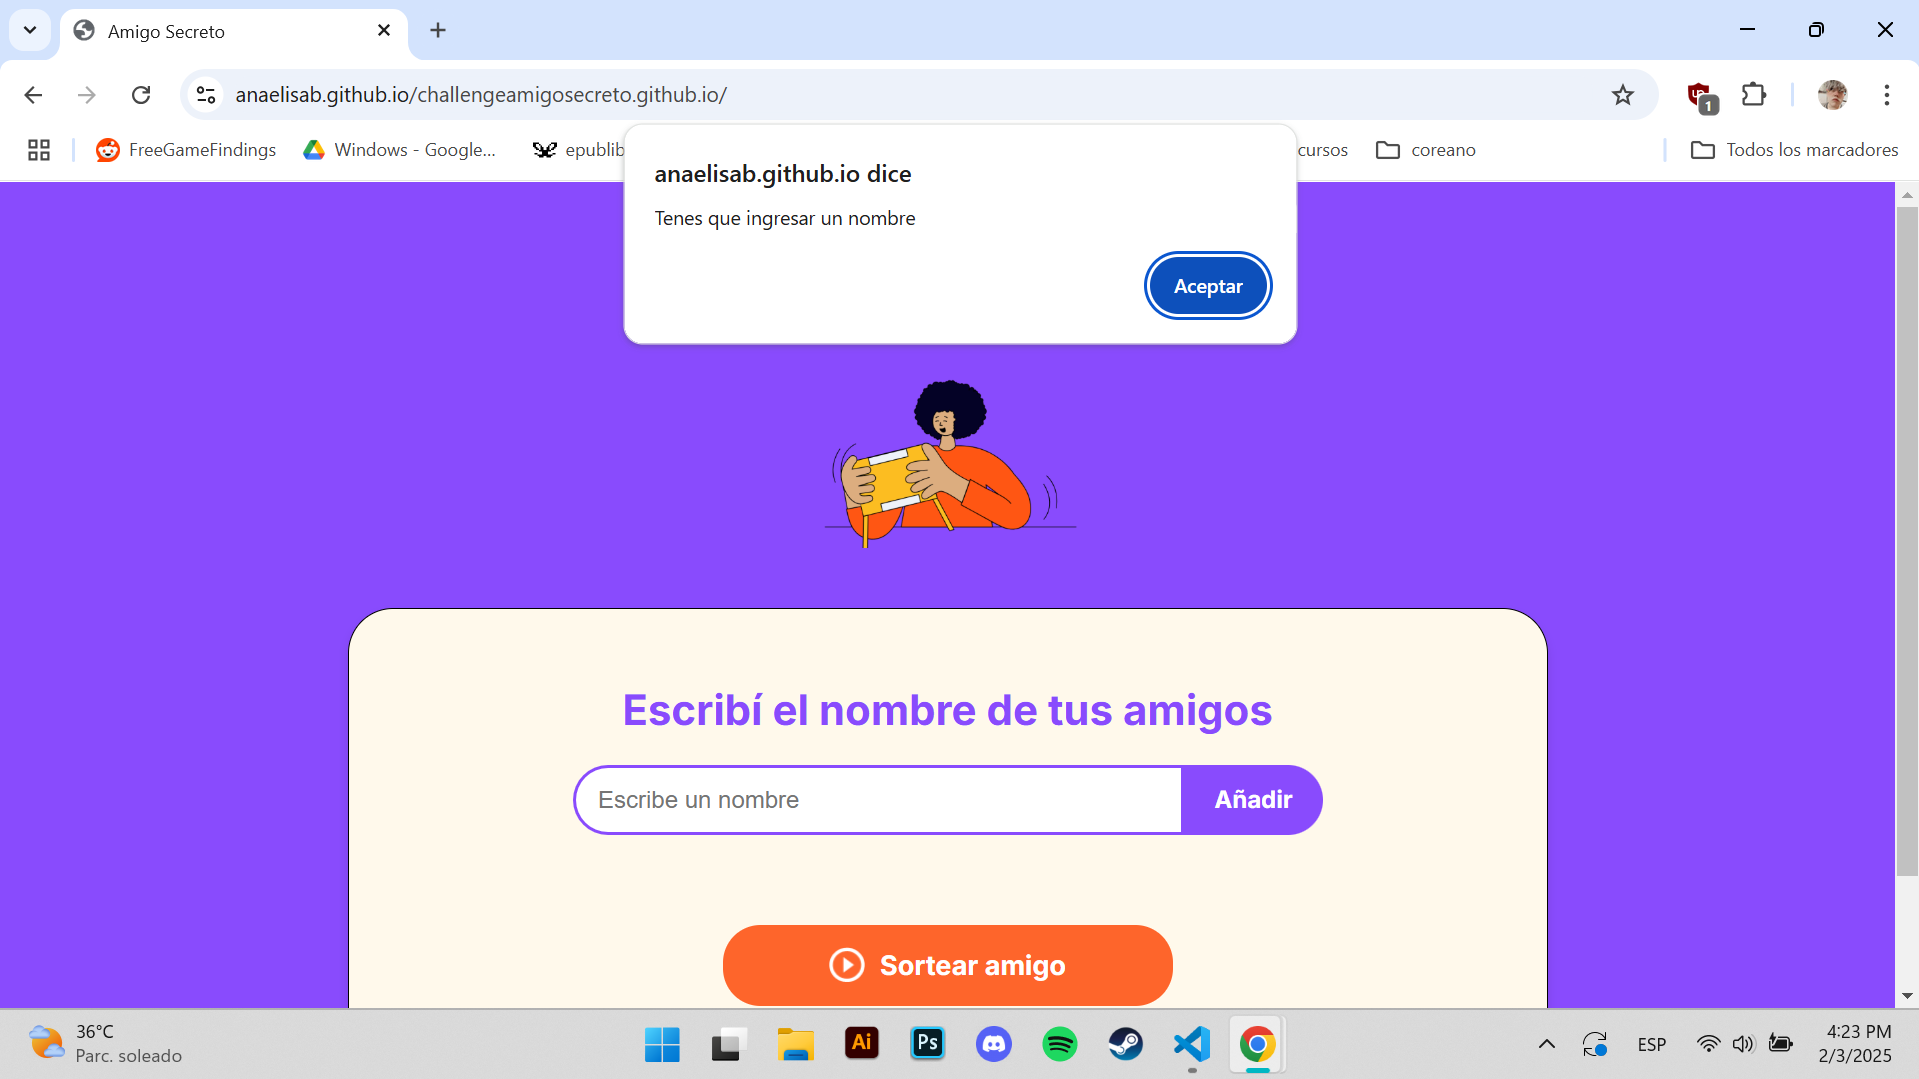 Amigo Secreto
anaelisab.github.io/challengeamigosecreto.github.io/
1
FreeGameFindings
Windows - Google...
epublib
cursos
coreano
Todos los marcadores
anaelisab.github.io dice
Tenes que ingresar un nombre
Aceptar
Escribí el nombre de tus amigos
Escribe un nombre
Añadir
Sortear amigo
36°C
Parc. soleado
Ai
Ps
ESP
4:23 PM
2/3/2025